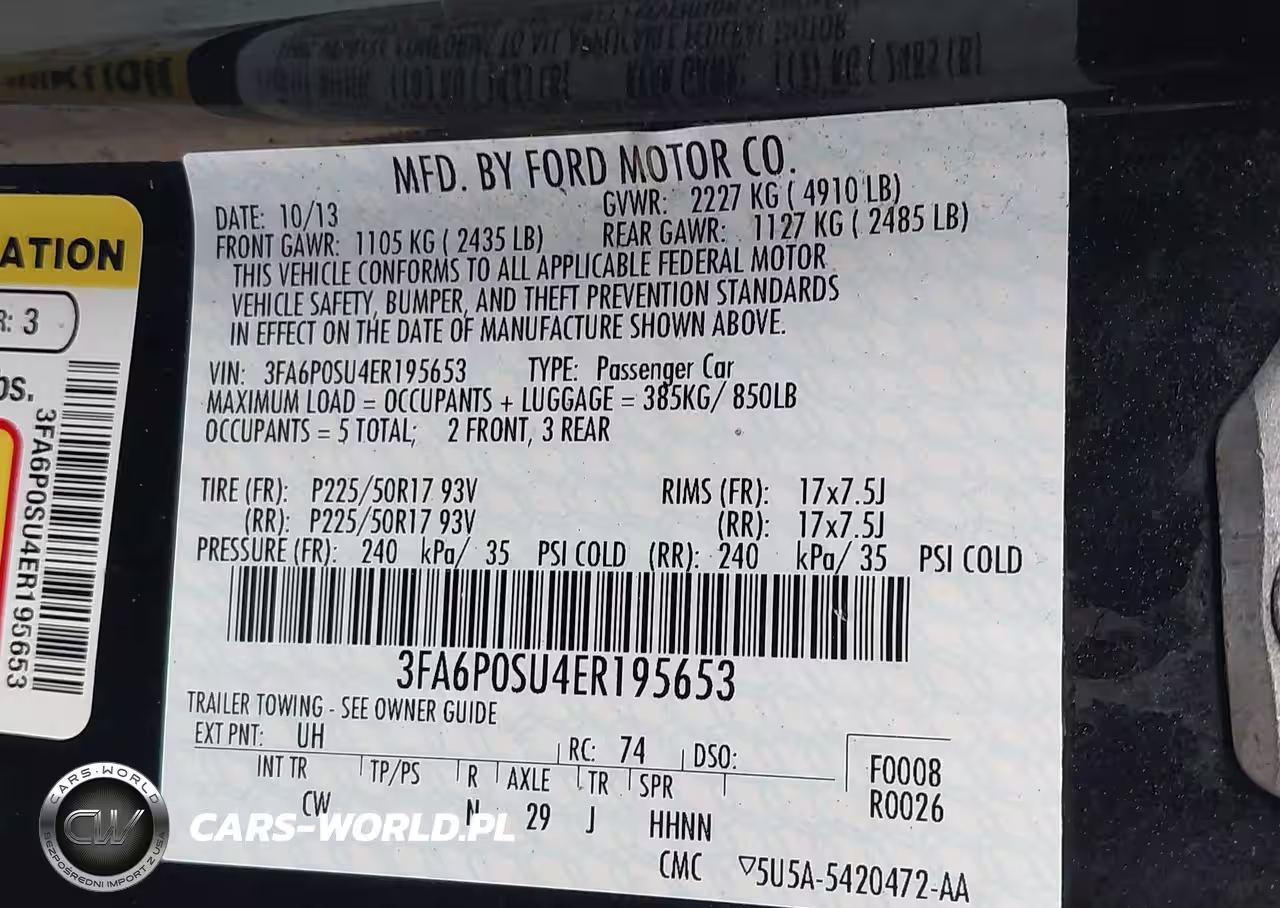 MFD. BY FORD MOTOR CO.
DATE: 10/13 GVWR: 2227 KG ( 4910 LB)
FRONT GAWR: 1105 KG ( 2435 LB) REAR GAWR: 1127 KG ( 2485 LB)
THIS VEHICLE CONFORMS TO ALL APPLICABLE FEDERAL MOTOR
VEHICLE SAFETY, BUMPER, AND THEFT PREVENTION STANDARDS
IN EFFECT ON THE DATE OF MANUFACTURE SHOWN ABOVE.
VIN: 3FA6P0SU4ER195653 TYPE: Passenger Car
MAXIMUM LOAD = OCCUPANTS + LUGGAGE = 385KG/ 850LB
OCCUPANTS = 5 TOTAL; 2 FRONT, 3 REAR
TIRE (FR): P225/50R17 93V RIMS (FR): 17x7.5J
(RR): P225/50R17 93V (RR): 17x7.5J
PRESSURE (FR): 240 kPa/ 35 PSI COLD (RR): 240 kPa/ 35 PSI COLD
3FA6P0SU4ER195653
TRAILER TOWING - SEE OWNER GUIDE
EXT PNT: UH RC: 74 DSO:
INT TR TP/PS R AXLE TR SPR
CW N 29 J HHNN
F0008
R0026
CMC ▽5U5A-5420472-AA
ATION
R: 3
bs.
3FA6P0SU4ER195653
CARS-WORLD
CW
BEZPOŚREDNI IMPORT Z USA
CARS-WORLD.PL